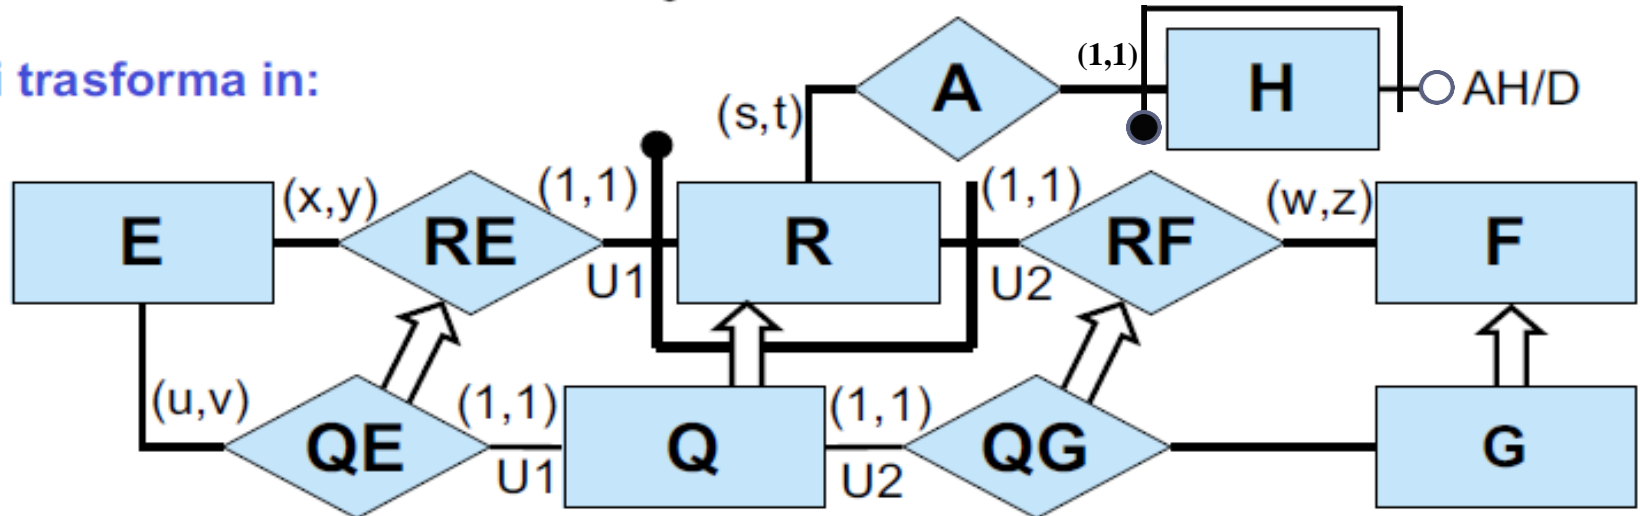 i trasforma in:
A
(1,1)
H
AH/D
(s,t)
E
(x,y)
RE
(1,1)
U1
R
(1,1)
U2
RF
(w,z)
F
(u,v)
QE
(1,1)
U1
Q
(1,1)
U2
QG
G